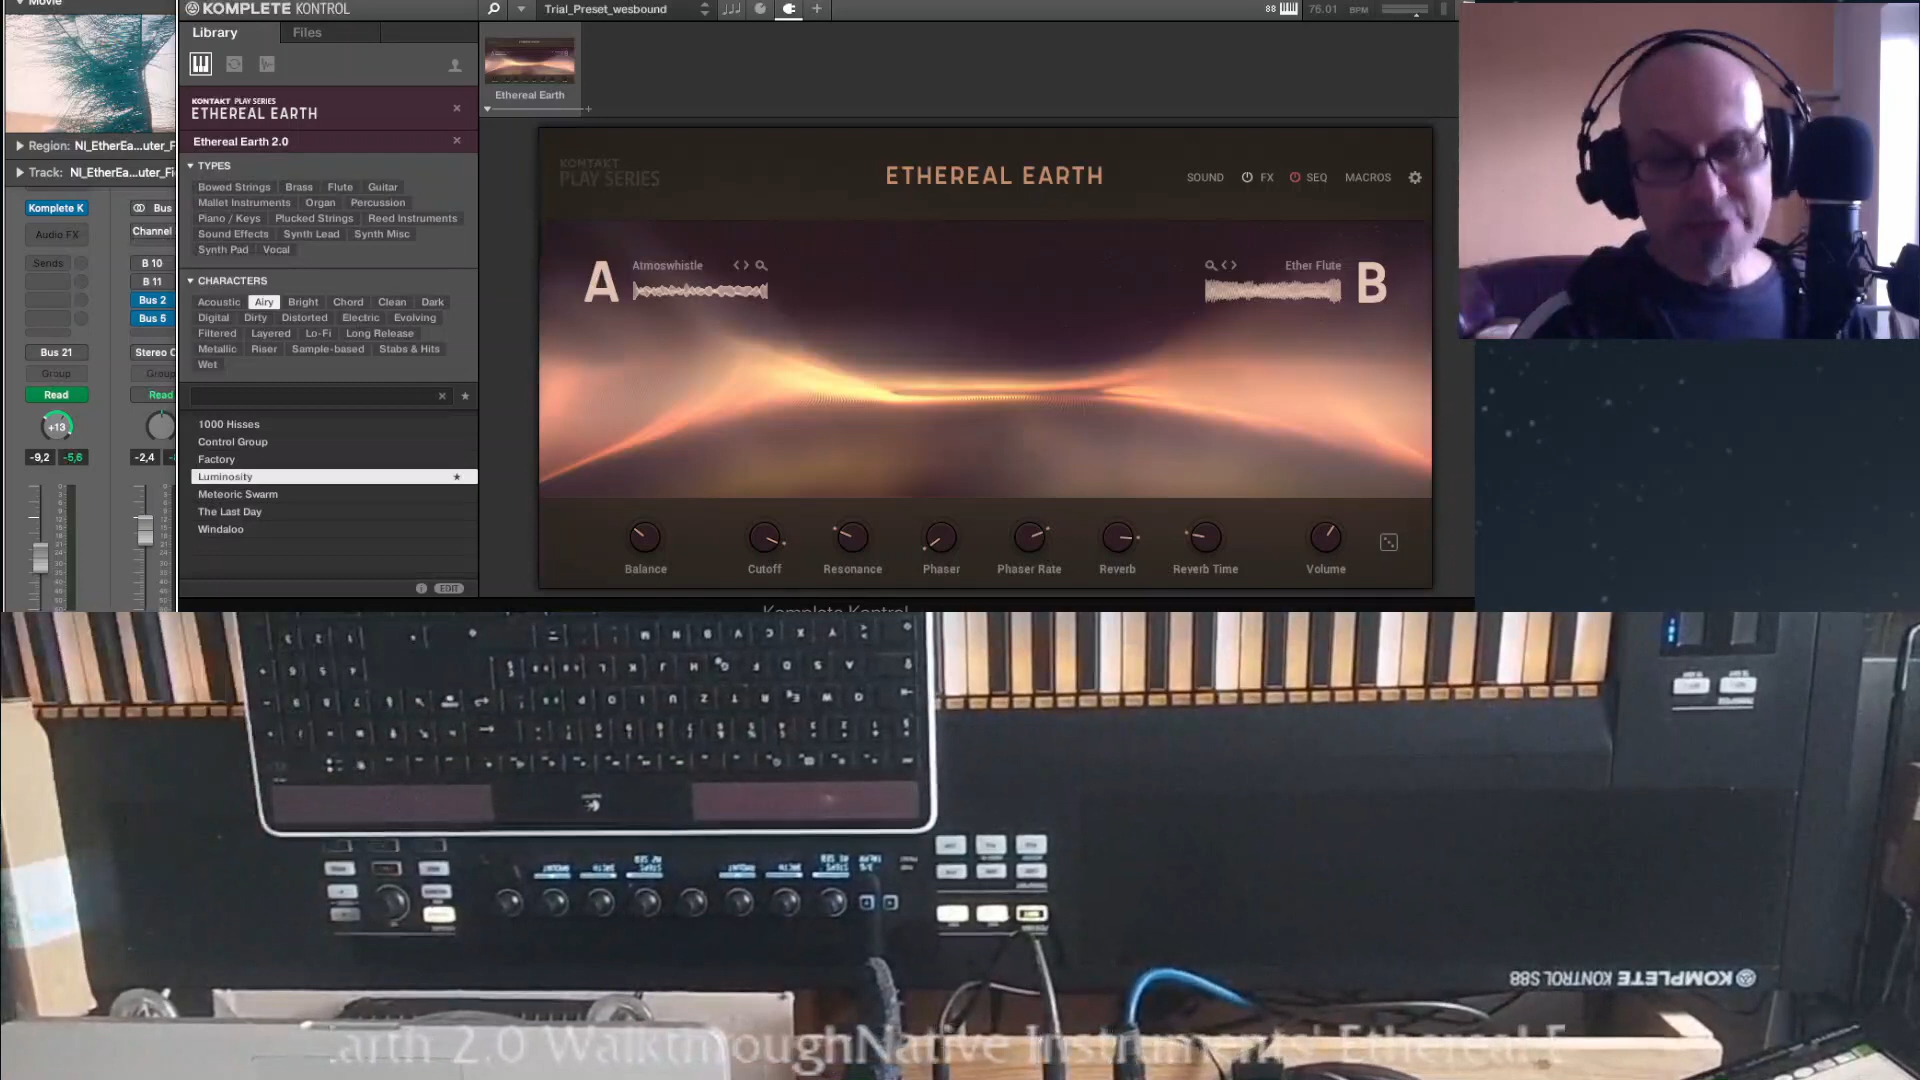 Movie
Region: NI_EtherEa...uter_F
Track: NI_EtherEa...uter_Fi
Komplete K
Bus
Audio FX
Channel
Sends
B 10
B 11
Bus 2
Bus 5
Bus 21
Stereo O
Group
Group
Read
Read
+13
-9,2
-5,6
-2,4
KOMPLETE KONTROL
Trial_Preset_wesbound
88
76.01 BPM
Library
Files
KONTAKT PLAY SERIES
ETHEREAL EARTH
Ethereal Earth 2.0
TYPES
Bowed Strings Brass Flute Guitar
Mallet Instruments Organ Percussion
Piano / Keys Plucked Strings Reed Instruments
Sound Effects Synth Lead Synth Misc
Synth Pad Vocal
CHARACTERS
Acoustic Airy Bright Chord Clean Dark
Digital Dirty Distorted Electric Evolving
Filtered Layered Lo-Fi Long Release
Metallic Riser Sample-based Stabs & Hits
Wet
1000 Hisses
Control Group
Factory
Luminosity
Meteoric Swarm
The Last Day
Windaloo
EDIT
Ethereal Earth
KONTAKT
PLAY SERIES
ETHEREAL EARTH
SOUND FX SEQ MACROS
A
Atmoswhistle
Ether Flute
B
Balance Cutoff Resonance Phaser Phaser Rate Reverb Reverb Time Volume
Komplete Kontrol
KOMPLETE KONTROL S88
.arth 2.0 WalkthroughNative Instruments' Ethereal E